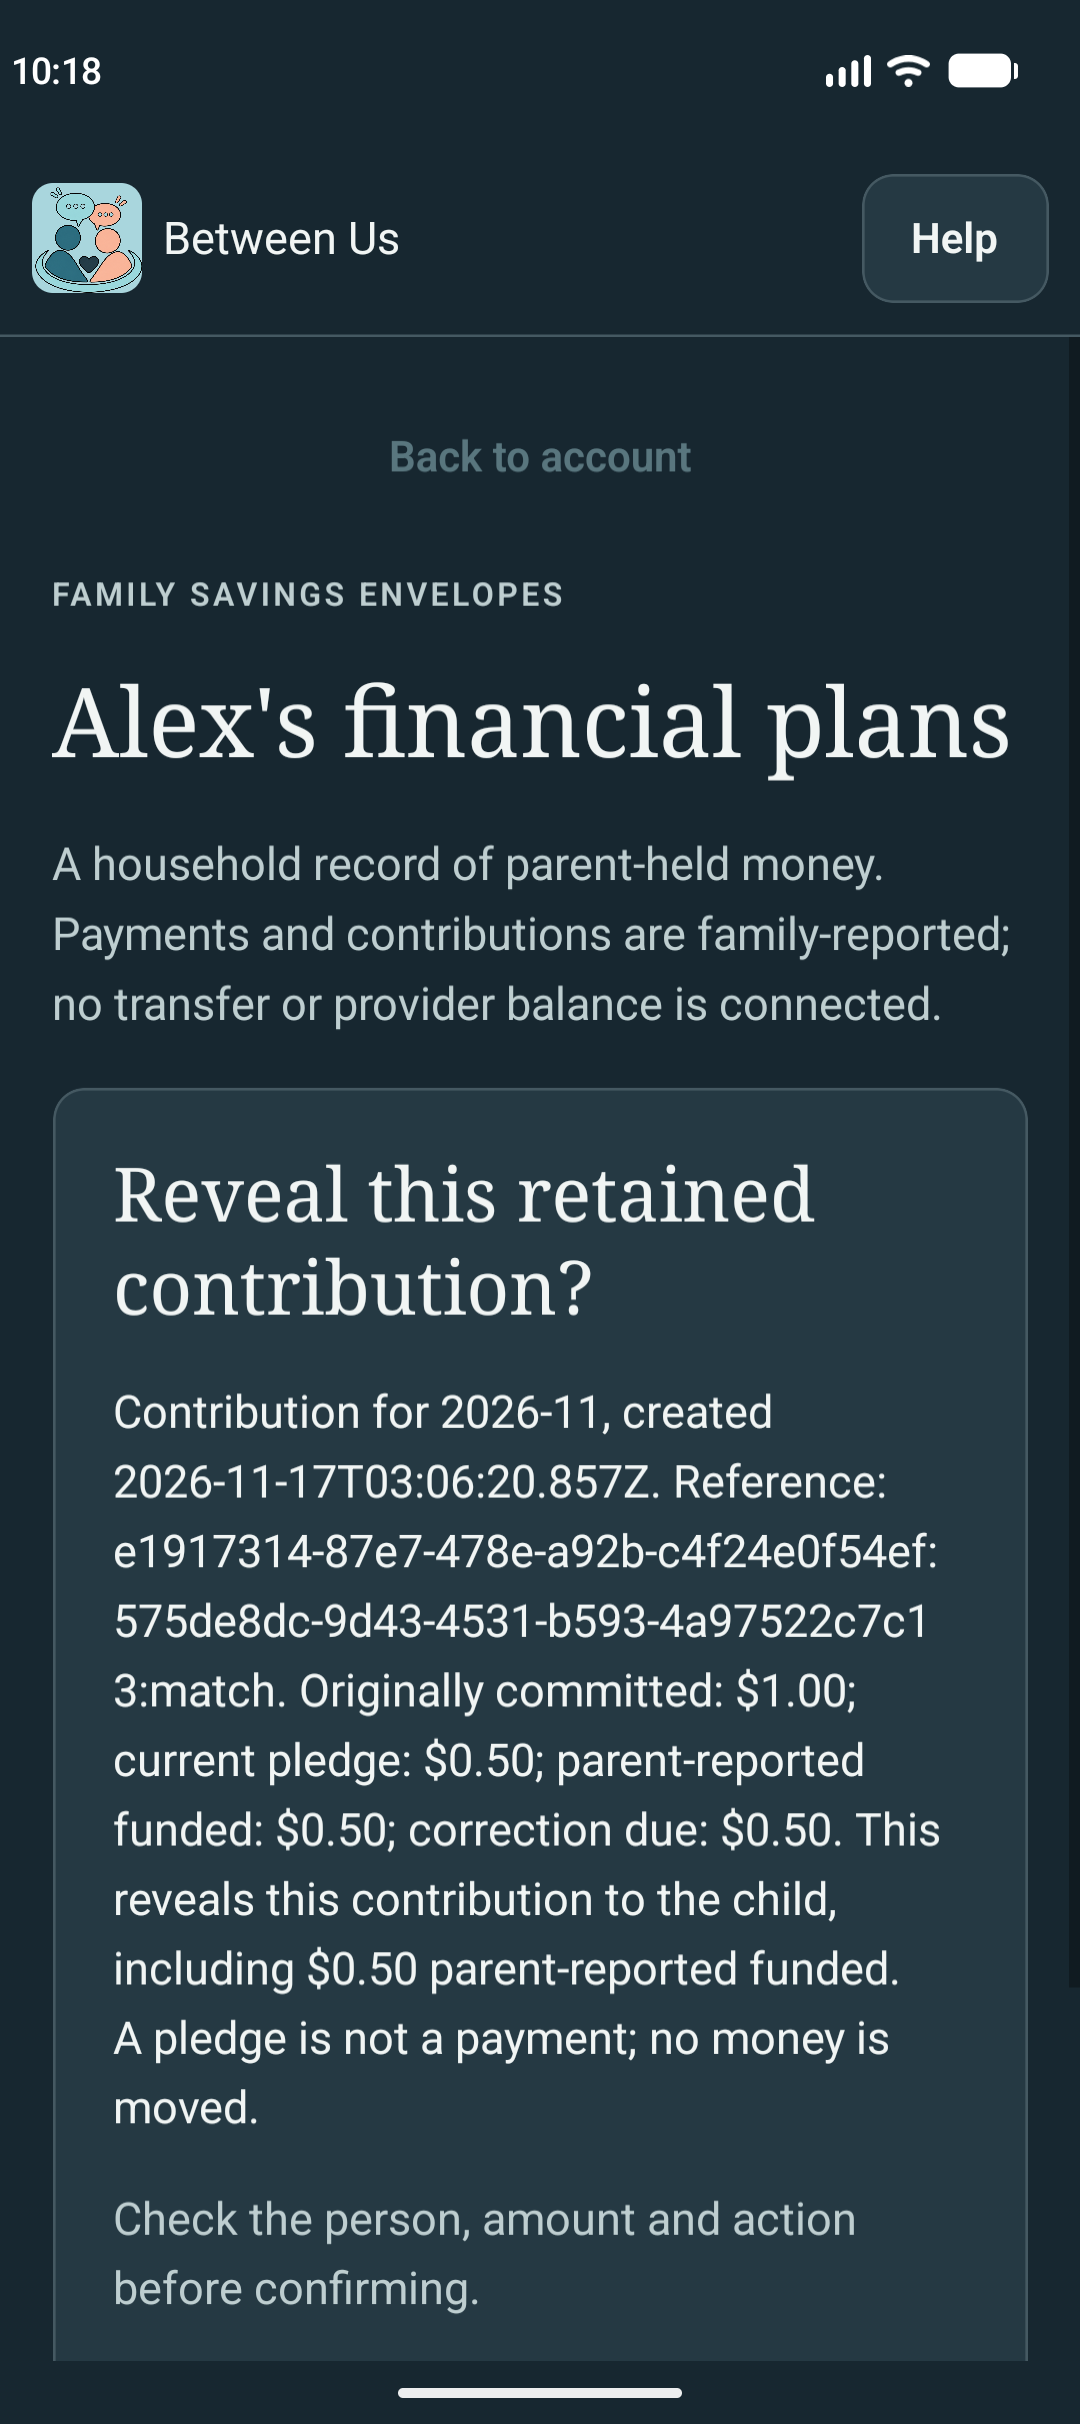 10:18
Between Us
Help
Back to account
FAMILY SAVINGS ENVELOPES
Alex's financial plans
A household record of parent-held money.
Payments and contributions are family-reported;
no transfer or provider balance is connected.
Reveal this retained
contribution?
Contribution for 2026-11, created
2026-11-17T03:06:20.857Z. Reference:
e1917314-87e7-478e-a92b-c4f24e0f54ef:
575de8dc-9d43-4531-b593-4a97522c7c1
3:match. Originally committed: $1.00;
current pledge: $0.50; parent-reported
funded: $0.50; correction due: $0.50. This
reveals this contribution to the child,
including $0.50 parent-reported funded.
A pledge is not a payment; no money is
moved.
Check the person, amount and action
before confirming.